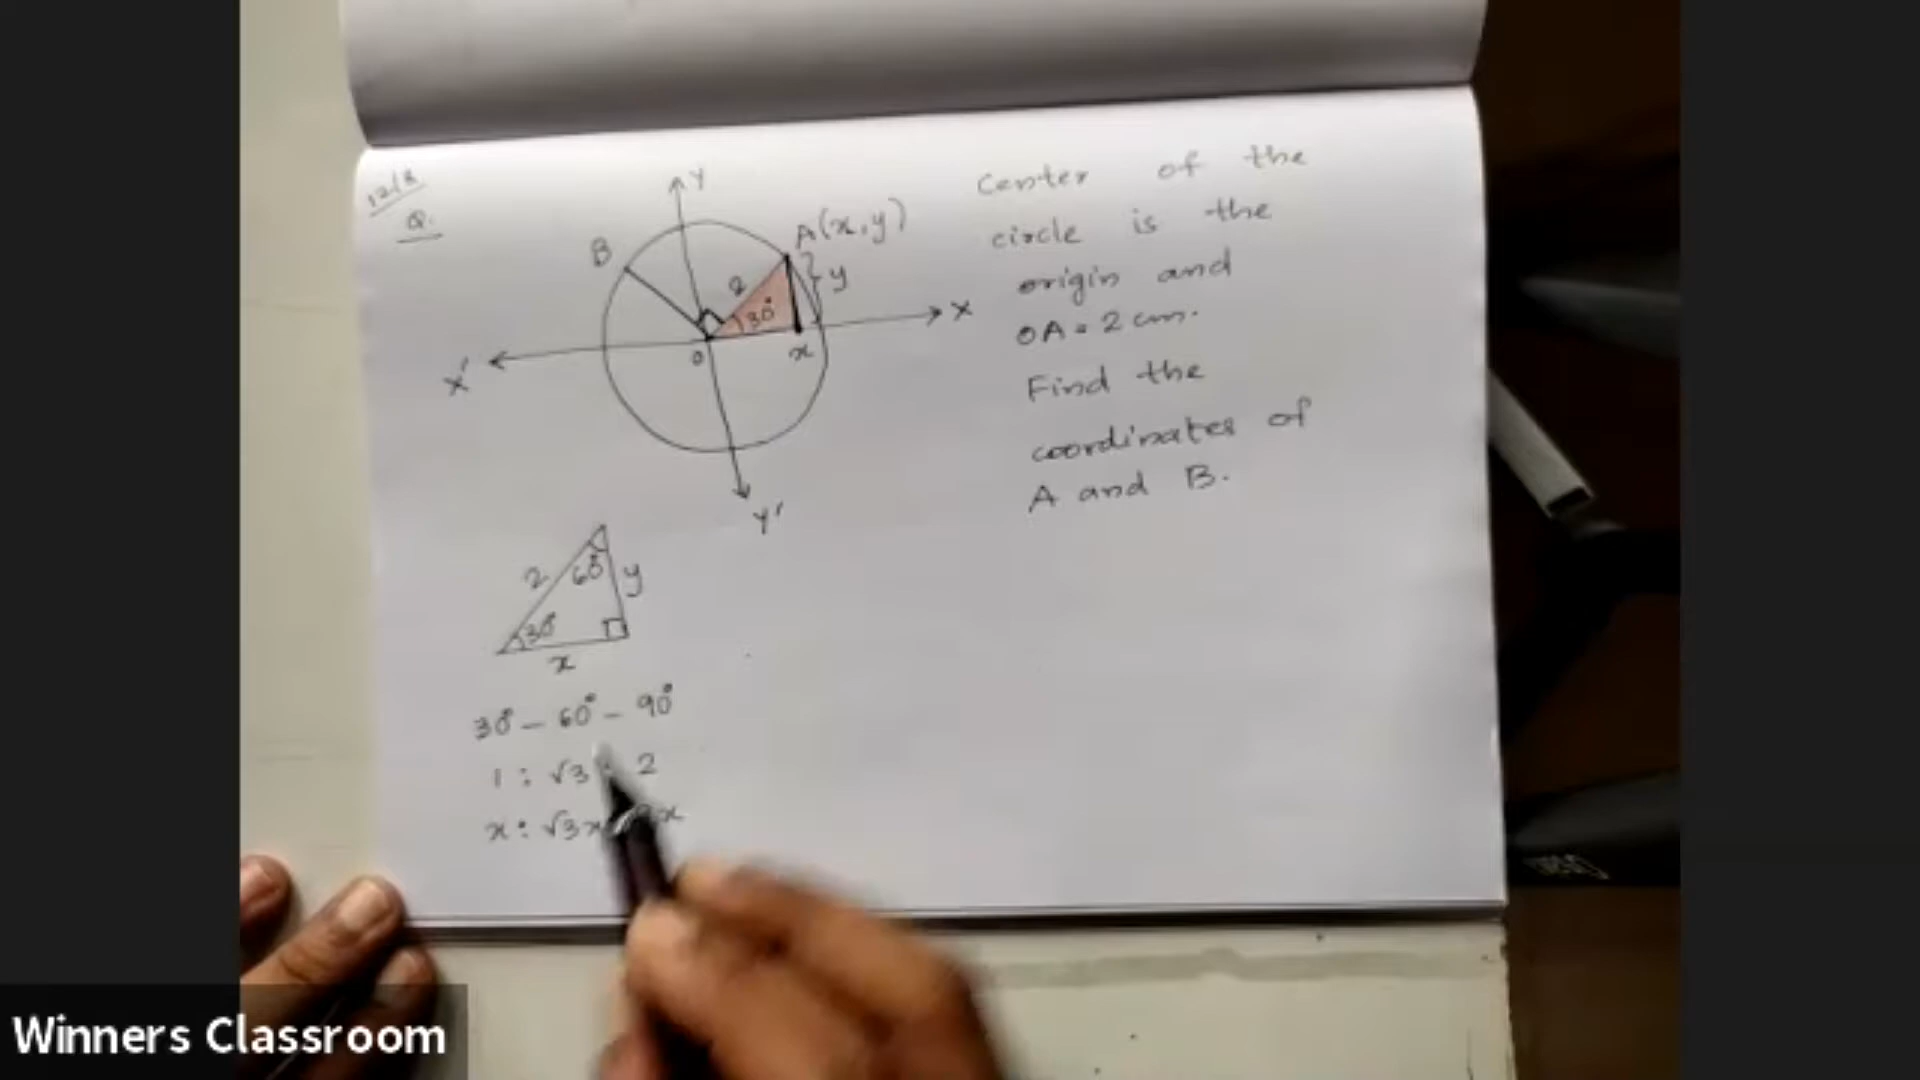 12/8
Q.
Y
A(x,y)
B
2
y
30°
X
O
x
X'
Y'
Center of the
circle is the
origin and
OA = 2 cm.
Find the
coordinates of
A and B.
2
60°
y
30°
x
30° - 60° - 90°
1 : √3 : 2
x : √3x
Winners Classroom